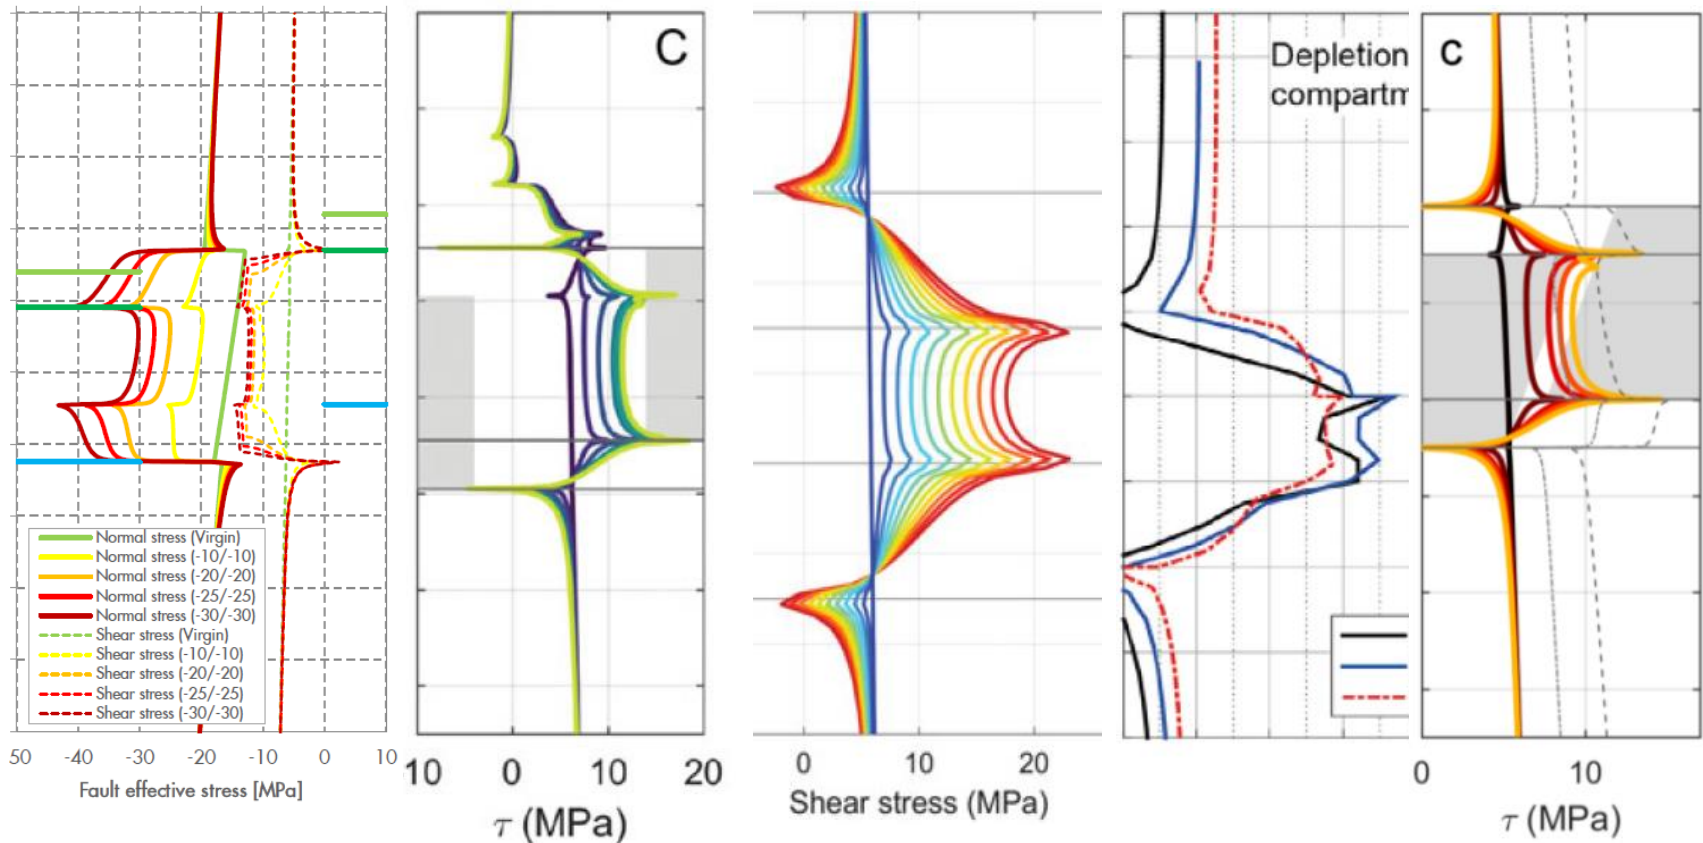 Normal stress (Virgin)
Normal stress (-10/-10)
Normal stress (-20/-20)
Normal stress (-25/-25)
Normal stress (-30/-30)
Shear stress (Virgin)
Shear stress (-10/-10)
Shear stress (-20/-20)
Shear stress (-25/-25)
Shear stress (-30/-30)
50 -40 -30 -20 -10 0 10
Fault effective stress [MPa]
C
10 0 10 20
τ (MPa)
0 10 20
Shear stress (MPa)
Depletion
compartm
C
0 10
τ (MPa)